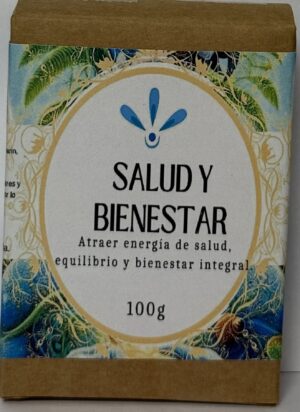 SALUD Y
BIENESTAR
Atraer energía de salud,
equilibrio y bienestar integral.
100g